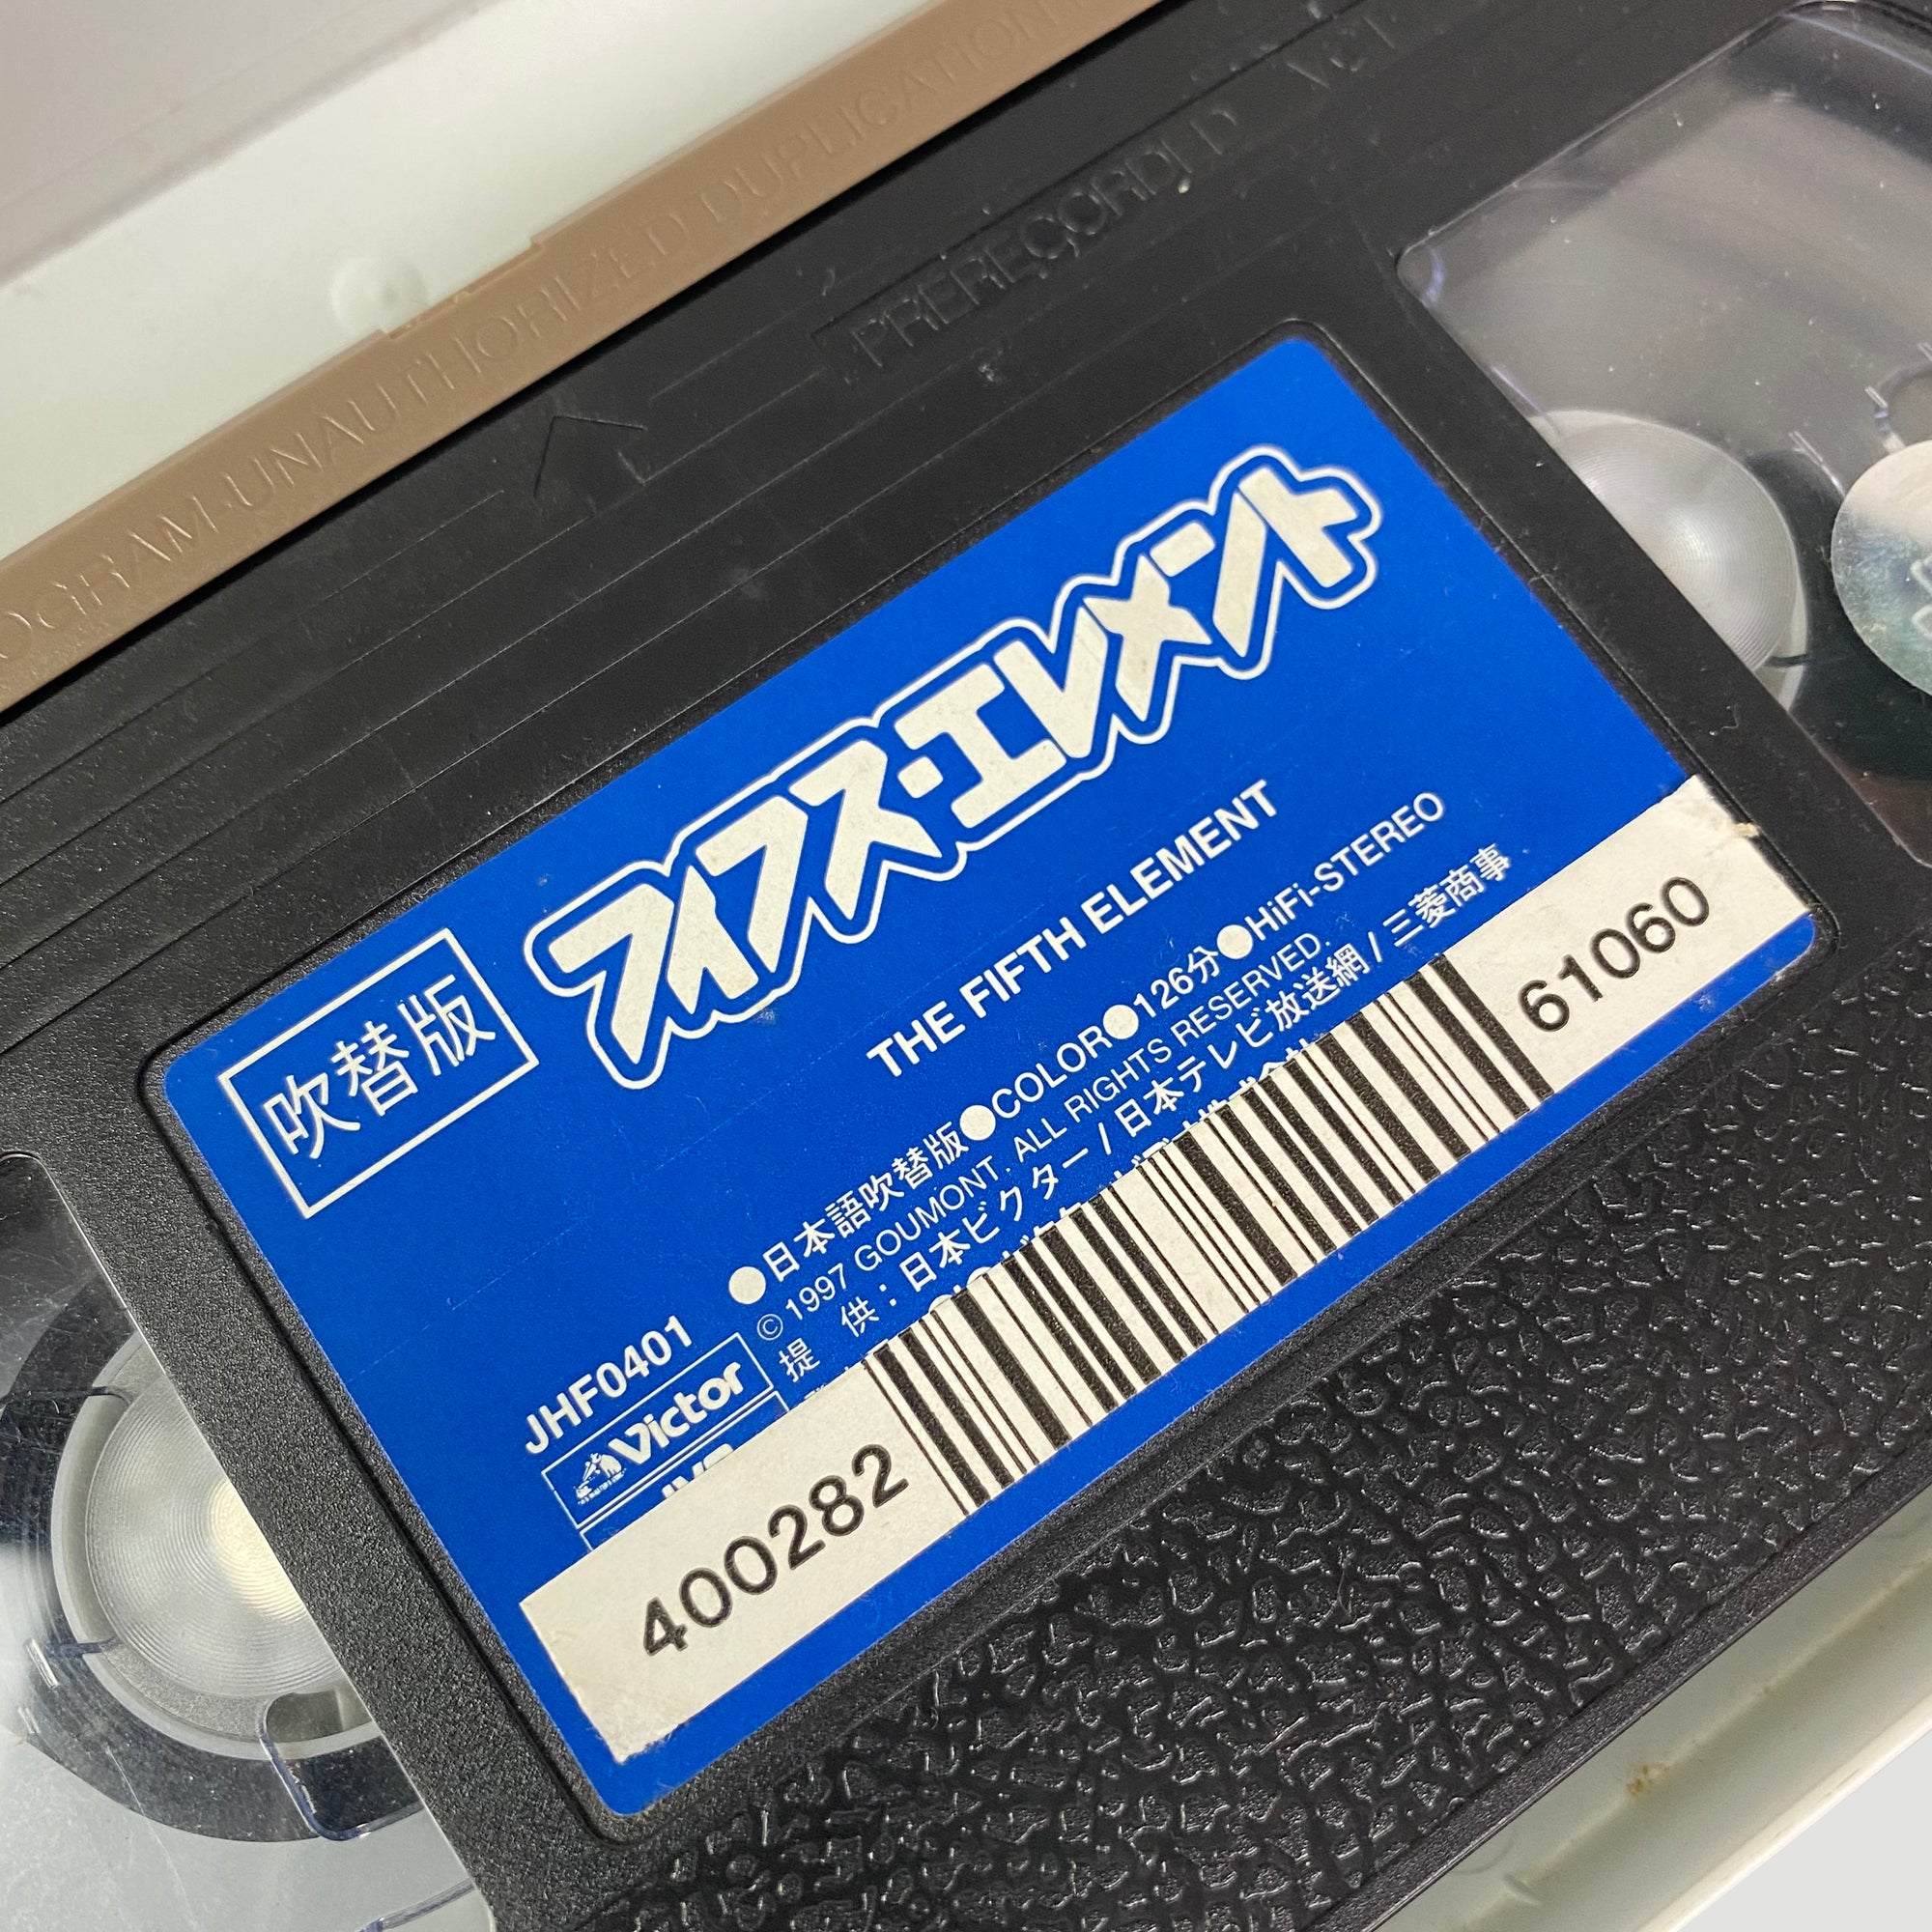 OGRAM-UNAUTHORIZED DUPLICATION
PRERECORDED
吹替版
フィフス・エレメント
THE FIFTH ELEMENT
●日本語吹替版●COLOR●126分●HiFi-STEREO
© 1997 GOUMONT. ALL RIGHTS RESERVED.
提 供：日本ビクター / 日本テレビ放送網 / 三菱商事
JHF0401
Victor
JVC
400282
61060